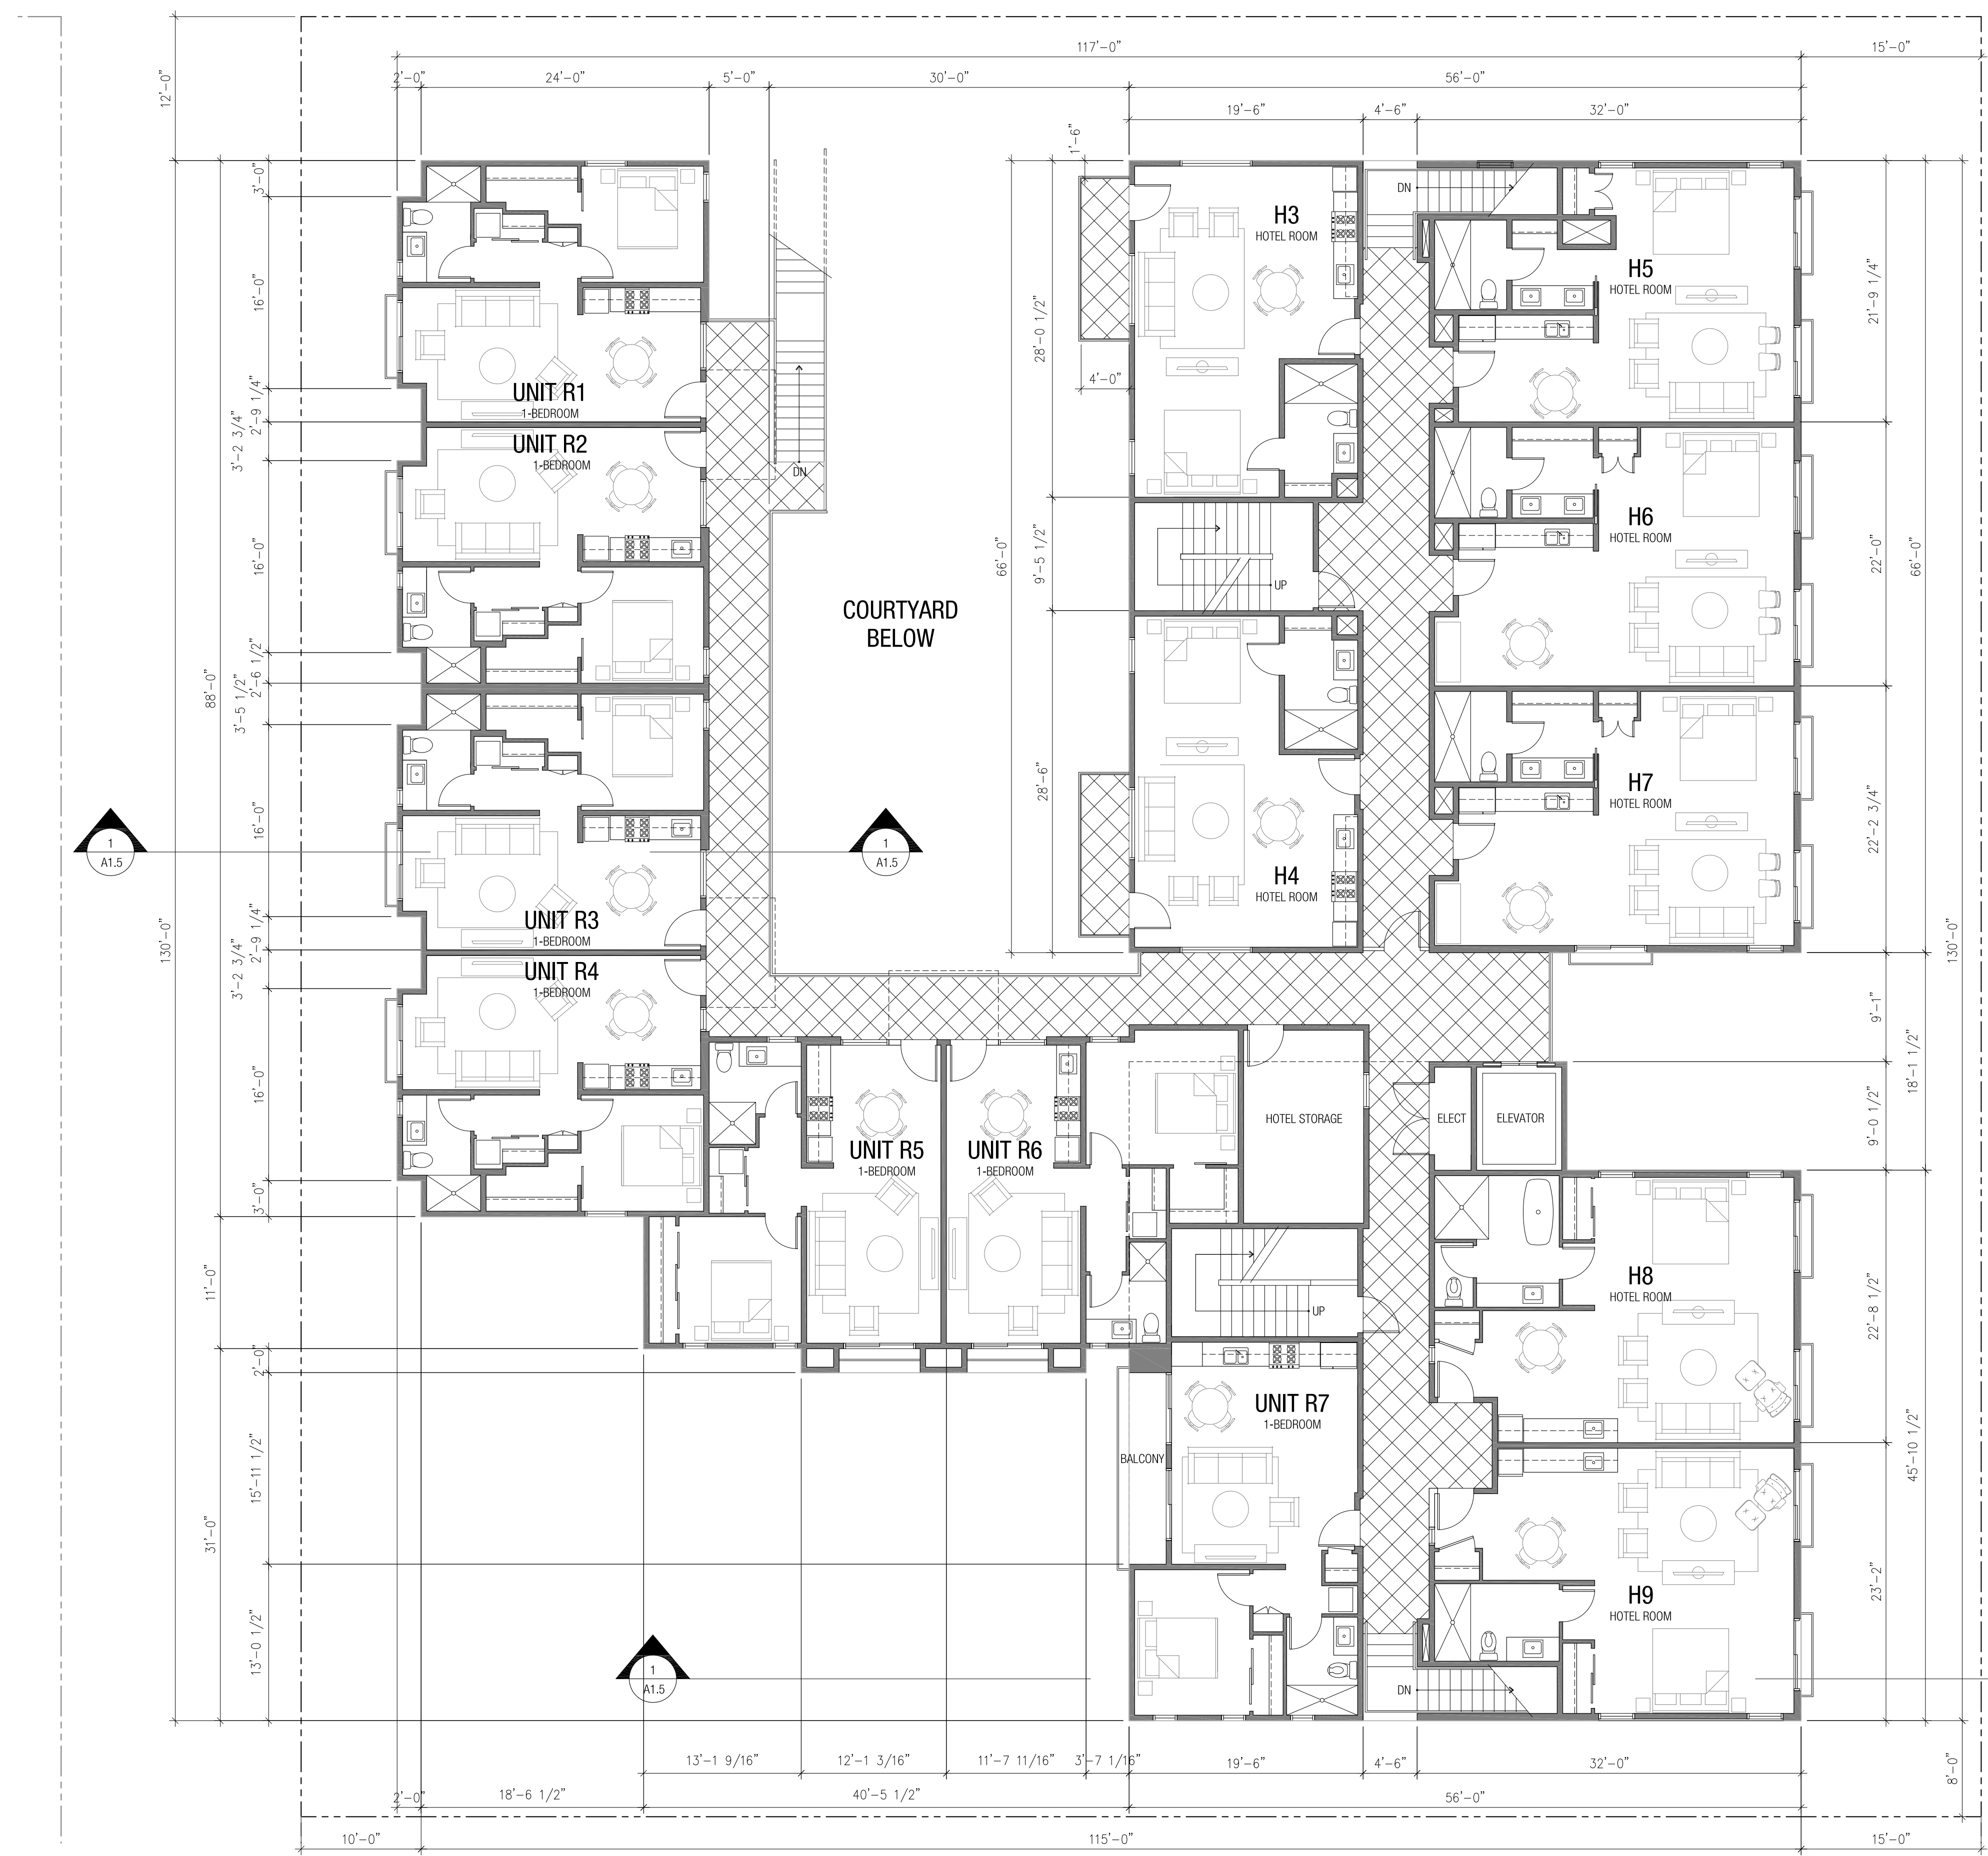 117'-0"
15'-0"
2'-0"
24'-0"
5'-0"
30'-0"
56'-0"
12'-0"
19'-6"
4'-6"
32'-0"
1'-6"
3'-0"
DN
H3
HOTEL ROOM
H5
HOTEL ROOM
16'-0"
28'-0 1/2"
21'-9 1/4"
4'-0"
UNIT R1
1-BEDROOM
2'-9 1/4"
3'-2 3/4"
UNIT R2
1-BEDROOM
DN
H6
HOTEL ROOM
16'-0"
66'-0"
9'-5 1/2"
22'-0"
66'-0"
UP
COURTYARD
BELOW
88'-0"
2'-6 1/2"
3'-5 1/2"
28'-6"
H7
HOTEL ROOM
16'-0"
22'-2 3/4"
1
A1.5
1
A1.5
H4
HOTEL ROOM
UNIT R3
1-BEDROOM
2'-9 1/4"
3'-2 3/4"
130'-0"
130'-0"
UNIT R4
1-BEDROOM
9'-1"
18'-1 1/2"
16'-0"
HOTEL STORAGE
ELECT
ELEVATOR
9'-0 1/2"
UNIT R5
1-BEDROOM
UNIT R6
1-BEDROOM
3'-0"
11'-0"
H8
HOTEL ROOM
UP
22'-8 1/2"
2'-0"
UNIT R7
1-BEDROOM
BALCONY
15'-11 1/2"
45'-10 1/2"
31'-0"
H9
HOTEL ROOM
23'-2"
13'-0 1/2"
1
A1.5
DN
13'-1 9/16"
12'-1 3/16"
11'-7 11/16"
3'-7 1/16"
19'-6"
4'-6"
32'-0"
8'-0"
2'-0"
18'-6 1/2"
40'-5 1/2"
56'-0"
10'-0"
115'-0"
15'-0"